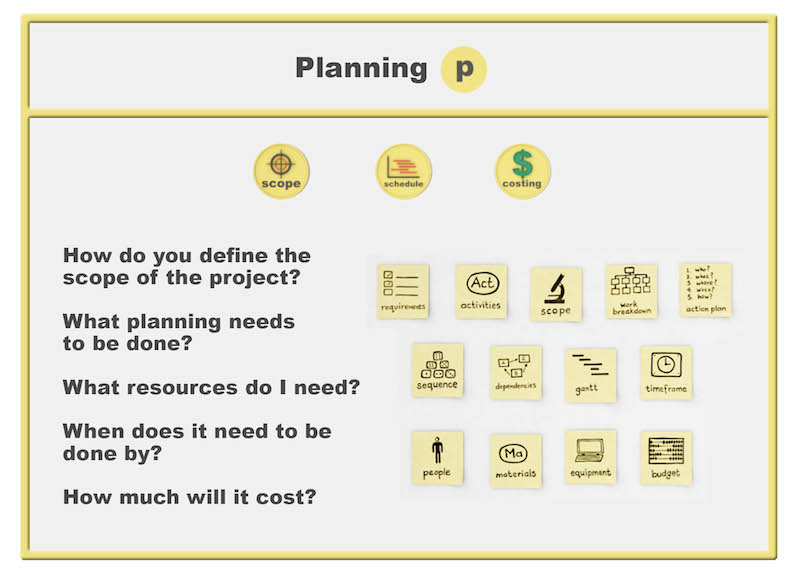 Planning p
scope
schedule
costing
How do you define the
scope of the project?
What planning needs
to be done?
What resources do I need?
When does it need to be
done by?
How much will it cost?
requirements
Act
activities
scope
work
breakdown
1. who?
2. what?
3. where?
4. when?
5. how?
action plan
sequence
A
C
B
dependencies
gantt
timeframe
people
Ma
materials
equipment
budget